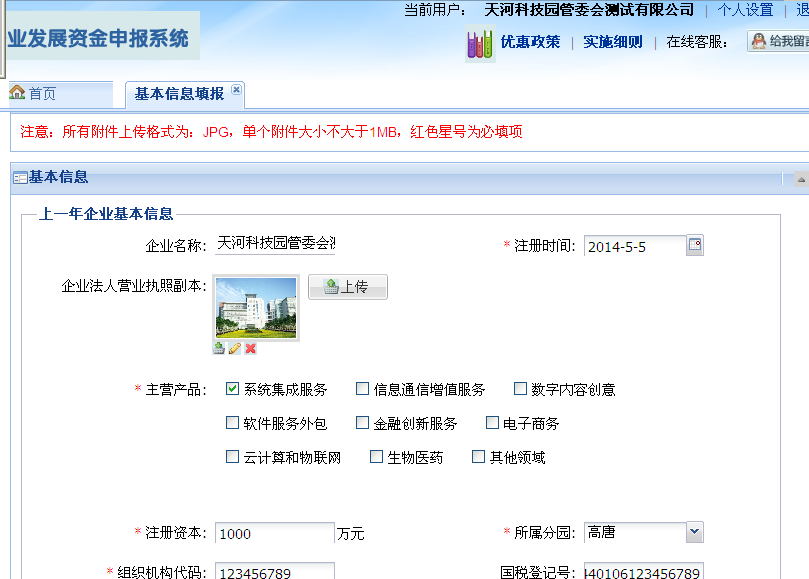 当前用户： 天河科技园管委会测试有限公司 | 个人设置 | 退
业发展资金申报系统
优惠政策 | 实施细则 | 在线客服： 给我留言
首页 基本信息填报
注意：所有附件上传格式为：JPG，单个附件大小不大于1MB，红色星号为必填项
基本信息
上一年企业基本信息
企业名称： 天河科技园管委会测 * 注册时间： 2014-5-5
企业法人营业执照副本： 上传
* 主营产品： 系统集成服务 信息通信增值服务 数字内容创意
软件服务外包 金融创新服务 电子商务
云计算和物联网 生物医药 其他领域
* 注册资本： 1000 万元 * 所属分园： 高唐
* 组织机构代码： 123456789 国税登记号： 440106123456789